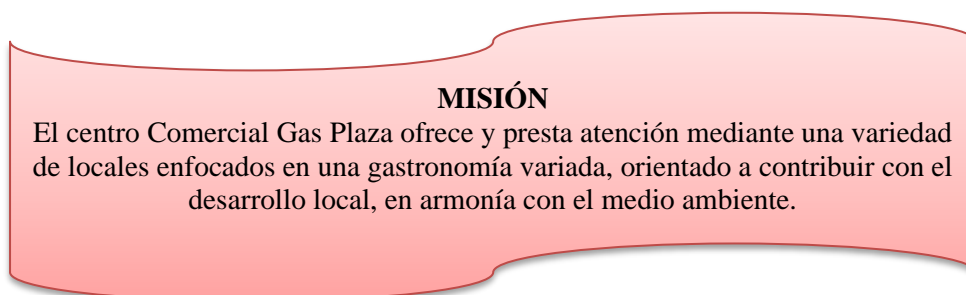 MISIÓN
El centro Comercial Gas Plaza ofrece y presta atención mediante una variedad
de locales enfocados en una gastronomía variada, orientado a contribuir con el
desarrollo local, en armonía con el medio ambiente.